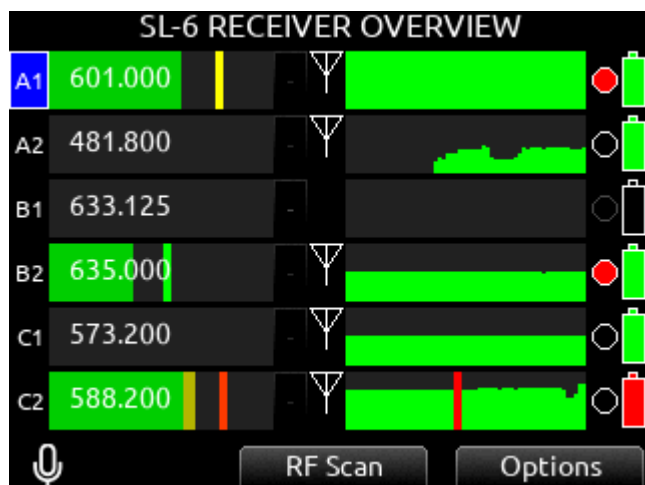 SL-6 RECEIVER OVERVIEW
A1 601.000 -
A2 481.800 -
B1 633.125 -
B2 635.000 -
C1 573.200 -
C2 588.200 -
RF Scan Options